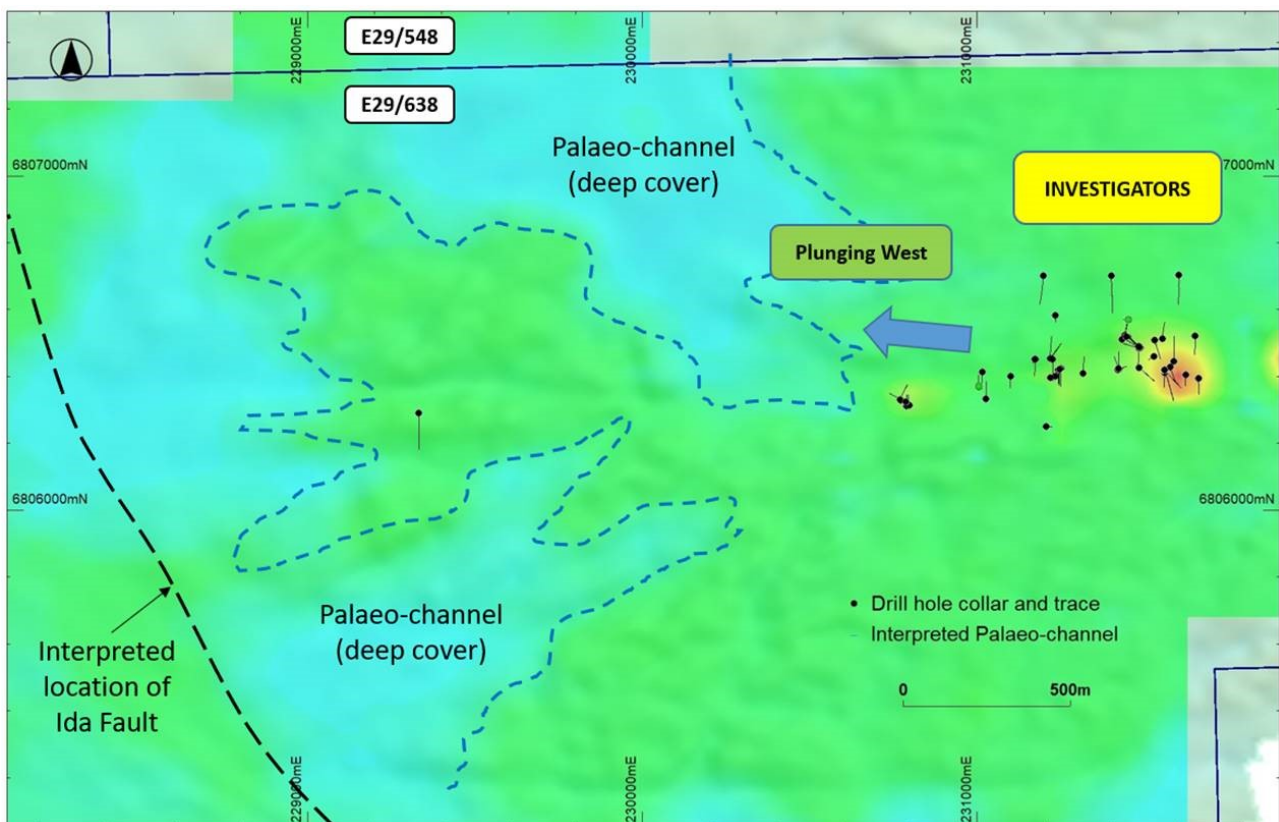 E29/548
E29/638
229000mE
230000mE
231000mE
6807000mN
7000mN
Palaeo-channel
(deep cover)
INVESTIGATORS
Plunging West
6806000mN
6806000mN
Palaeo-channel
(deep cover)
Interpreted
location of
Ida Fault
Drill hole collar and trace
Interpreted Palaeo-channel
0
500m
229000mE
230000mE
231000mE